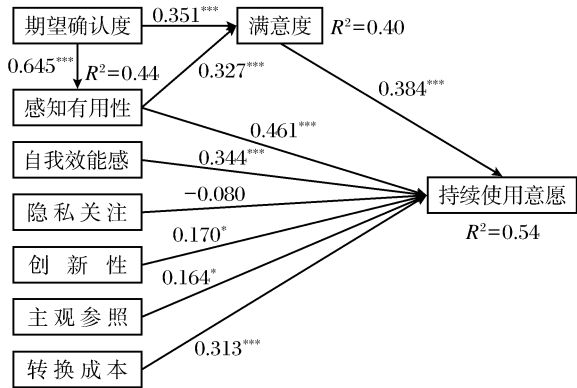 期望确认度
0.351***
满意度
R²=0.40
0.645***
R²=0.44
0.327***
0.384***
感知有用性
0.461***
自我效能感
0.344***
隐私关注
−0.080
持续使用意愿
R²=0.54
创新性
0.170*
主观参照
0.164*
转换成本
0.313***